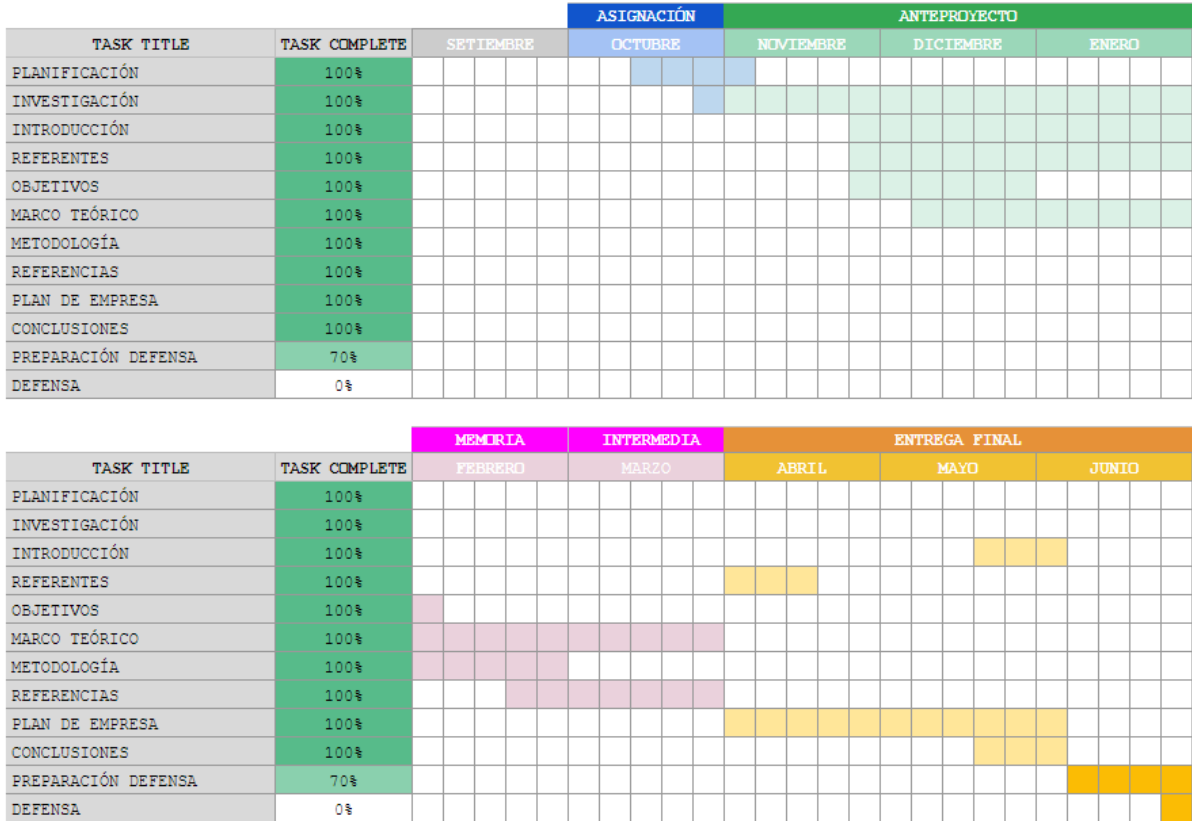 ASIGNACIÓN ANTEPROYECTO
TASK TITLE TASK COMPLETE SETIEMBRE OCTUBRE NOVIEMBRE DICIEMBRE ENERO
PLANIFICACIÓN 100%
INVESTIGACIÓN 100%
INTRODUCCIÓN 100%
REFERENTES 100%
OBJETIVOS 100%
MARCO TEÓRICO 100%
METODOLOGÍA 100%
REFERENCIAS 100%
PLAN DE EMPRESA 100%
CONCLUSIONES 100%
PREPARACIÓN DEFENSA 70%
DEFENSA 0%
MEMORIA INTERMEDIA ENTREGA FINAL
TASK TITLE TASK COMPLETE FEBRERO MARZO ABRIL MAYO JUNIO
PLANIFICACIÓN 100%
INVESTIGACIÓN 100%
INTRODUCCIÓN 100%
REFERENTES 100%
OBJETIVOS 100%
MARCO TEÓRICO 100%
METODOLOGÍA 100%
REFERENCIAS 100%
PLAN DE EMPRESA 100%
CONCLUSIONES 100%
PREPARACIÓN DEFENSA 70%
DEFENSA 0%